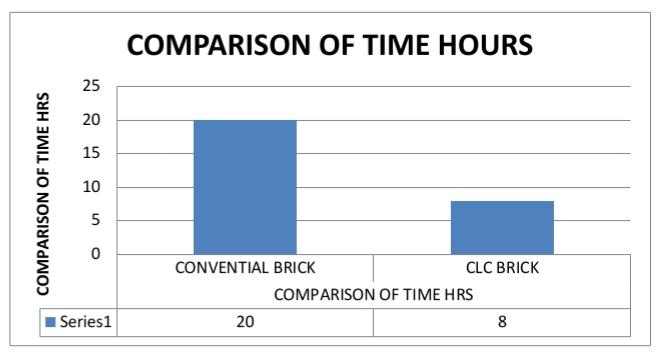 COMPARISON OF TIME HOURS
COMPARISON OF TIME HRS
25
20
15
10
5
0
CONVENTIAL BRICK CLC BRICK
COMPARISON OF TIME HRS
Series1 20 8